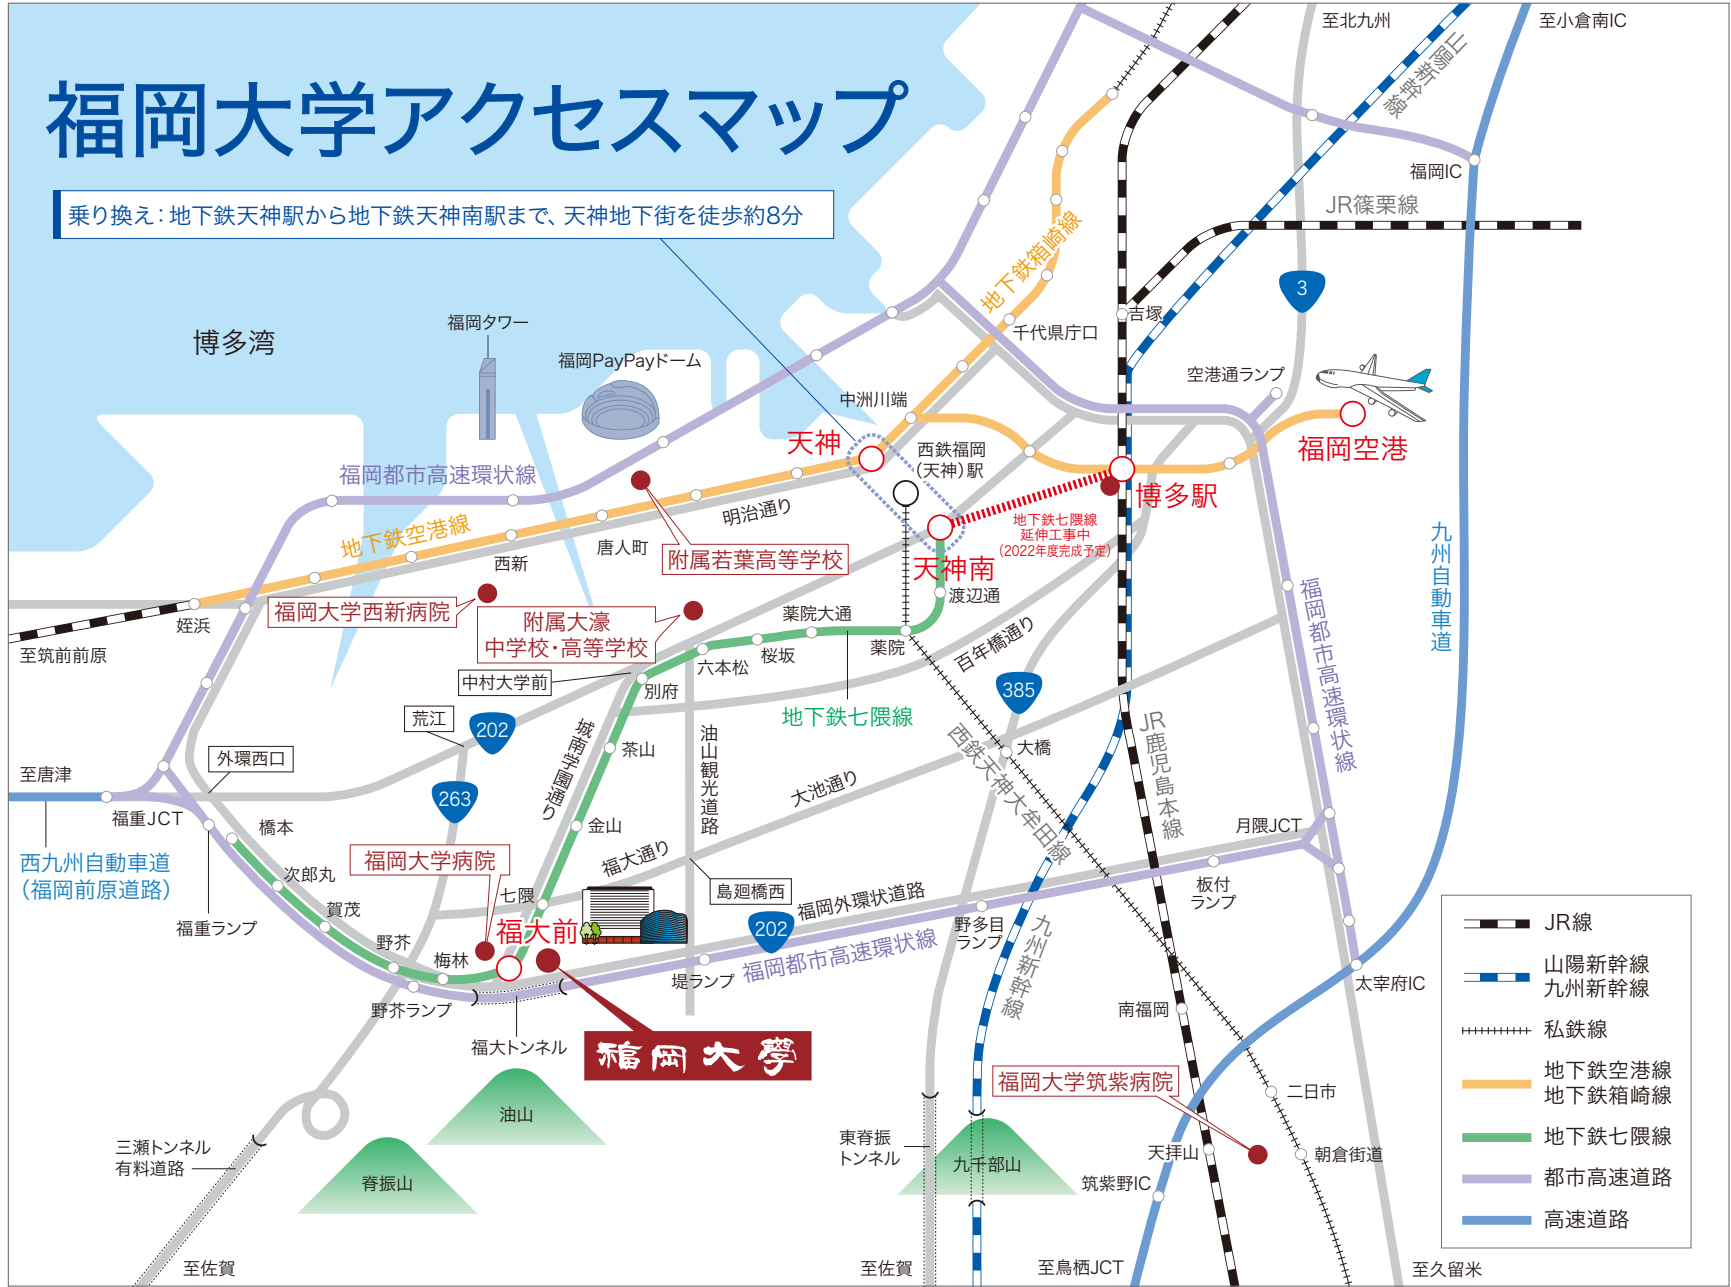 福岡大学アクセスマップ
乗り換え：地下鉄天神駅から地下鉄天神南駅まで、天神地下街を徒歩約8分
至北九州
至小倉南IC
山陽新幹線
福岡IC
JR篠栗線
3
地下鉄箱崎線
千代県庁口
吉塚
博多湾
福岡タワー
福岡PayPayドーム
空港通ランプ
中洲川端
天神
西鉄福岡
（天神）駅
福岡空港
博多駅
福岡都市高速環状線
地下鉄空港線
明治通り
地下鉄七隈線
延伸工事中
（2022年度完成予定）
西新
唐人町
附属若葉高等学校
天神南
九州自動車道
福岡都市高速環状線
渡辺通
姪浜
福岡大学西新病院
附属大濠
中学校・高等学校
薬院大通
薬院
桜坂
六本松
百年橋通り
至筑前前原
中村大学前
別府
385
荒江
202
地下鉄七隈線
城南学園通り
茶山
油山観光道路
西鉄天神大牟田線
大橋
JR鹿児島本線
外環西口
至唐津
263
大池通り
福重JCT
橋本
金山
月隈JCT
西九州自動車道
（福岡前原道路）
福岡大学病院
福大通り
次郎丸
島廻橋西
板付
ランプ
賀茂
七隈
福岡外環状道路
福重ランプ
福大前
202
野多目
ランプ
九州新幹線
JR線
野芥
梅林
福岡都市高速環状線
堤ランプ
山陽新幹線
九州新幹線
太宰府IC
野芥ランプ
南福岡
私鉄線
福大トンネル
福岡大學
地下鉄空港線
地下鉄箱崎線
福岡大学筑紫病院
二日市
油山
地下鉄七隈線
三瀬トンネル
有料道路
東脊振
トンネル
九千部山
天拝山
朝倉街道
脊振山
筑紫野IC
都市高速道路
高速道路
至佐賀
至佐賀
至鳥栖JCT
至久留米